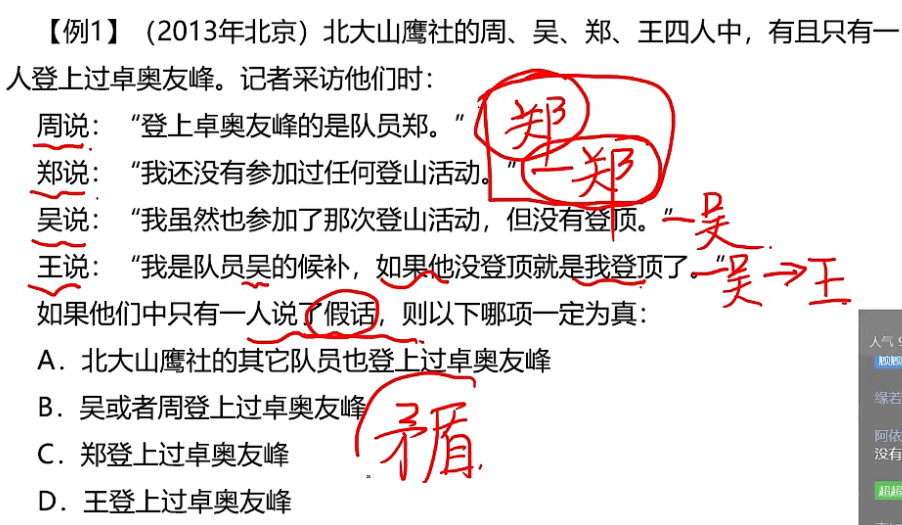 【例1】（2013年北京）北大山鹰社的周、吴、郑、王四人中，有且只有一
人登上过卓奥友峰。记者采访他们时：
周说：“登上卓奥友峰的是队员郑。”
郑
郑说：“我还没有参加过任何登山活动。”
一郑
吴说：“我虽然也参加了那次登山活动，但没有登顶。”
一吴
王说：“我是队员吴的候补，如果他没登顶就是我登顶了。”
一吴→王
如果他们中只有一人说了假话，则以下哪项一定为真：
A．北大山鹰社的其它队员也登上过卓奥友峰
B．吴或者周登上过卓奥友峰
C．郑登上过卓奥友峰
D．王登上过卓奥友峰
矛盾
人气 9
顾顾
缘若
阿依
没有
超超